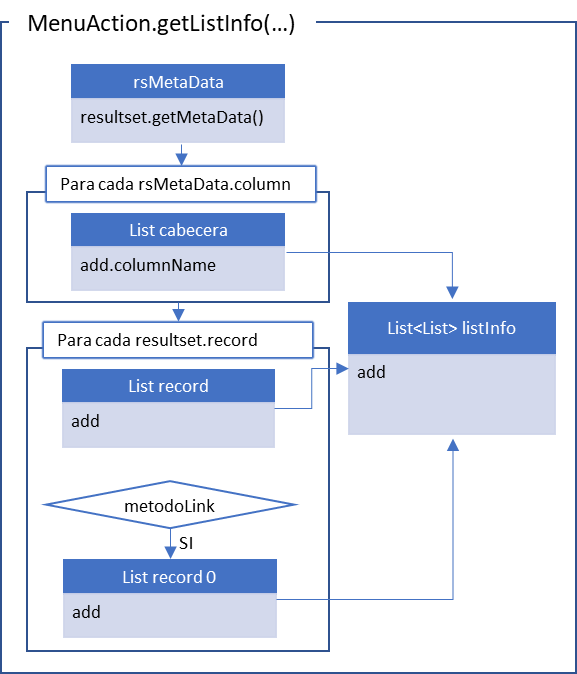 MenuAction.getListInfo(…)
rsMetaData
resultset.getMetaData()
Para cada rsMetaData.column
List cabecera
add.columnName
Para cada resultset.record
List<List> listInfo
add
List record
add
metodoLink
SI
List record 0
add